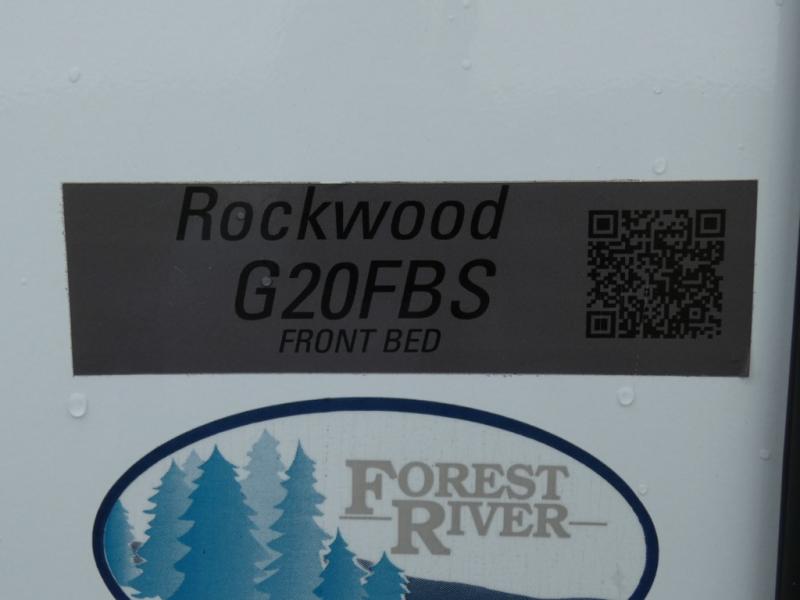 Rockwood
G20FBS
FRONT BED
FOREST
RIVER